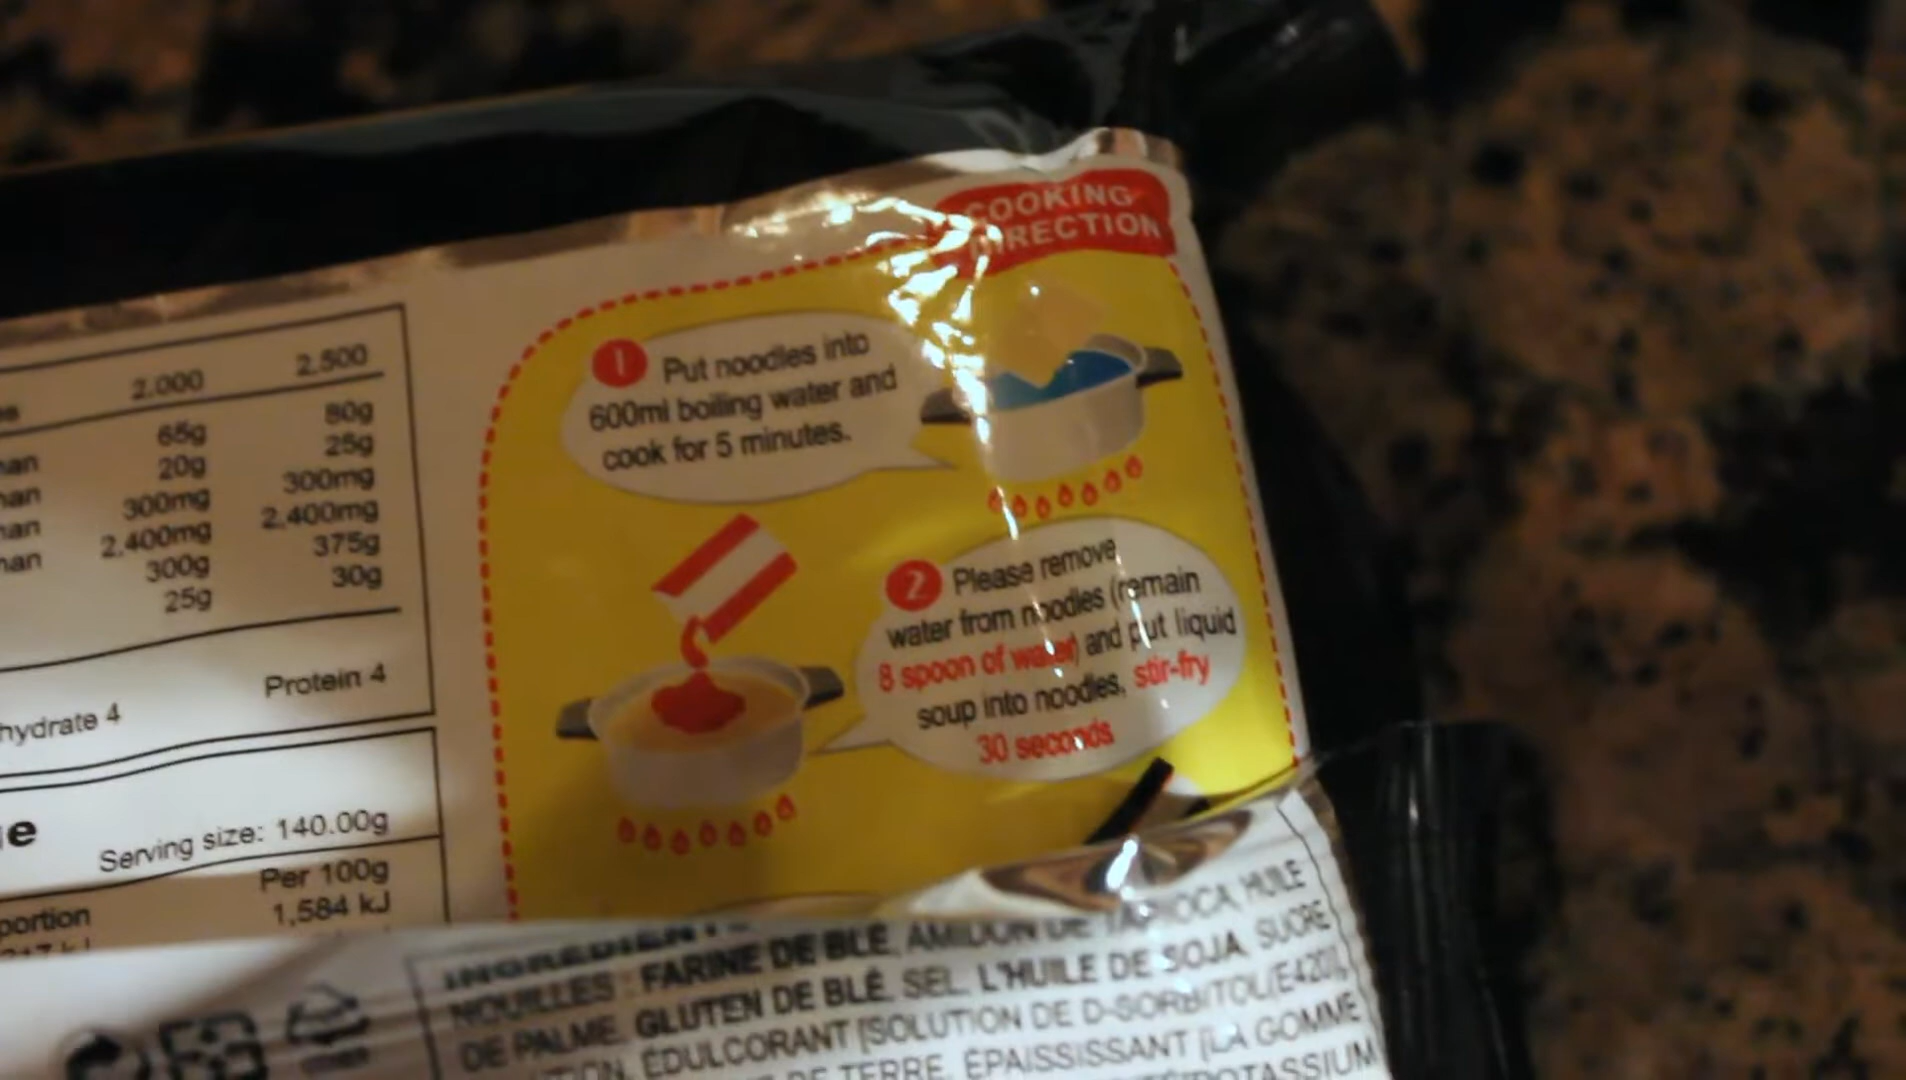 COOKING
DIRECTION
1 Put noodles into
600ml boiling water and
cook for 5 minutes.
2 Please remove
water from noodles (remain
8 spoon of water) and put liquid
soup into noodles, stir-fry
30 seconds
2.000 2.500
65g 80g
20g 25g
300mg 300mg
2,400mg 2,400mg
300g 375g
25g 30g
hydrate 4 Protein 4
Serving size: 140.00g
Per 100g
portion 1,584 kJ
NOUILLES : FARINE DE BLÉ, AMIDON DE TAPIOCA, HUILE
DE PALME, GLUTEN DE BLÉ, SEL, L'HUILE DE SOJA, SUCRE
ÉDULCORANT [SOLUTION DE D-SORBITOL(E420)],
DE TERRE, ÉPAISSISSANT [LA GOMME
POTASSIUM